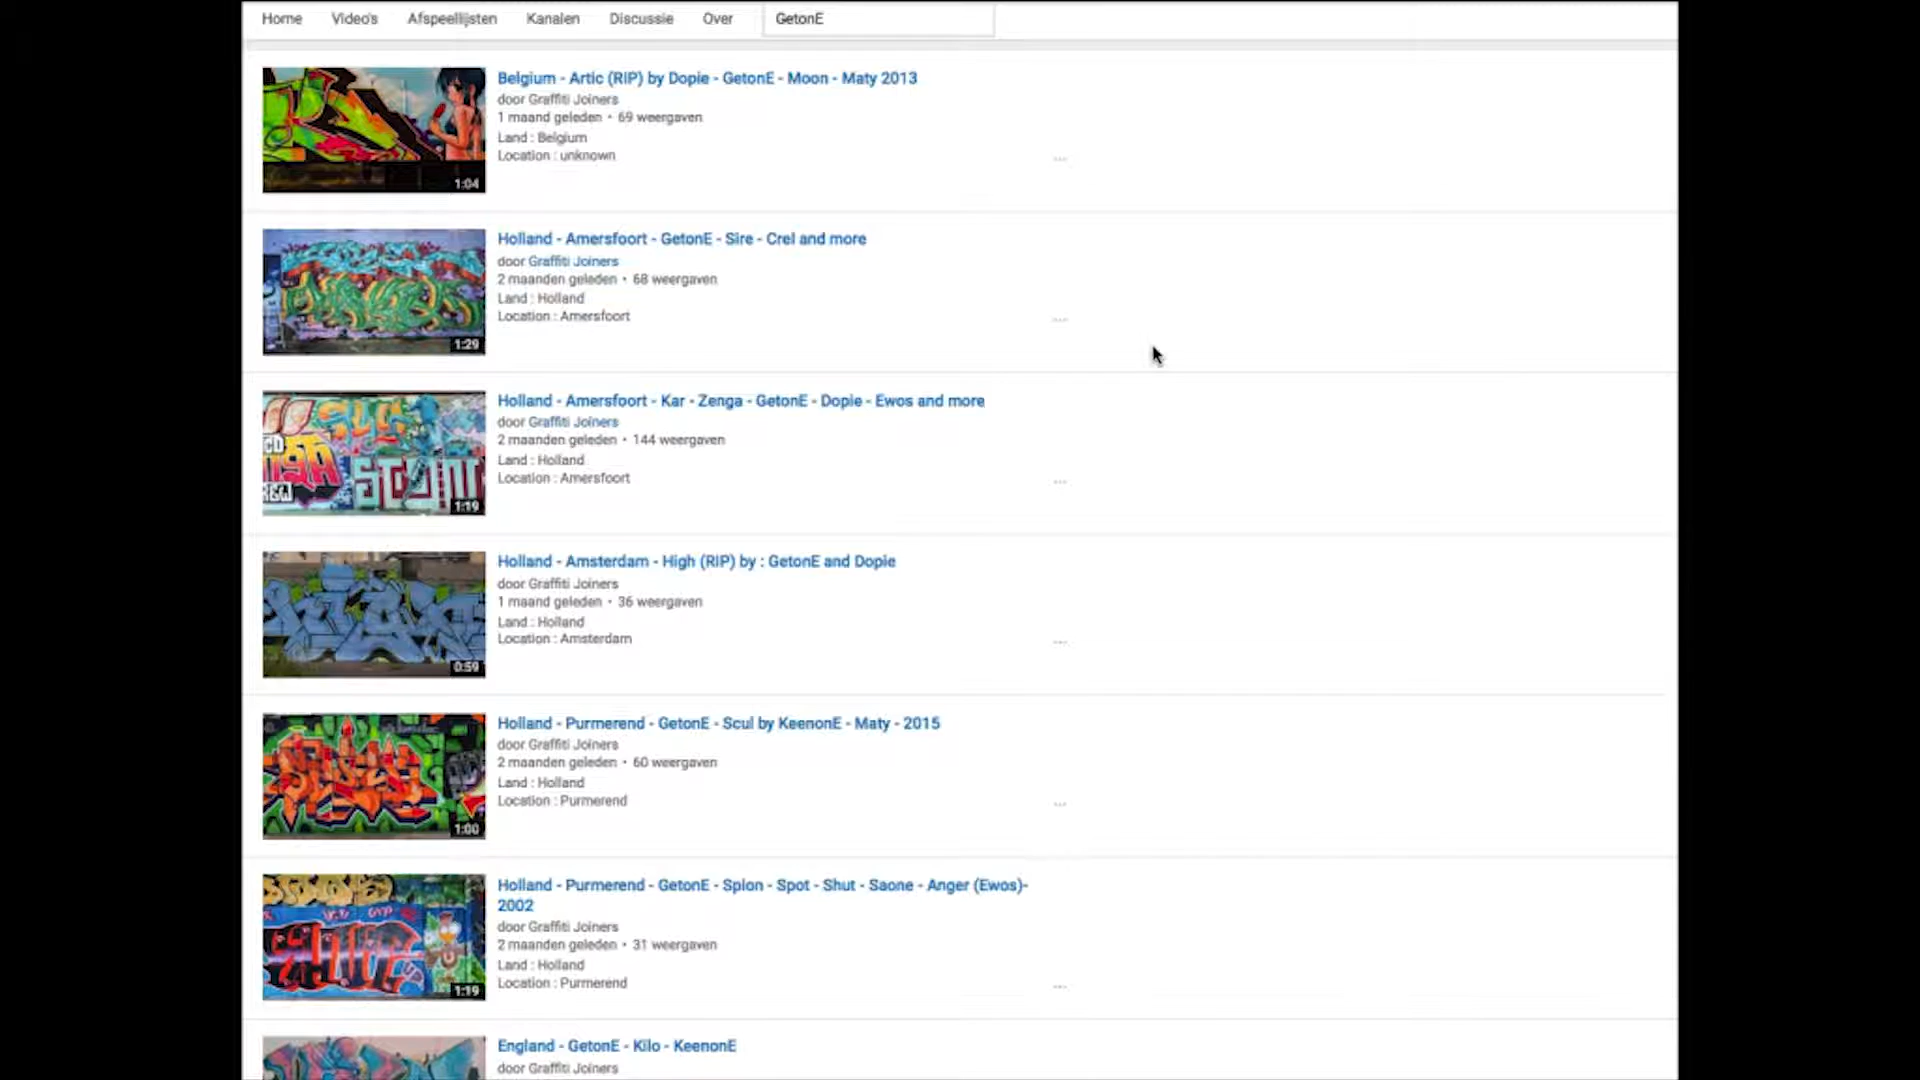 Home Video's Afspeellijsten Kanalen Discussie Over GetonE
Belgium - Artic (RIP) by Dopie - GetonE - Moon - Maty 2013
door Graffiti Joiners
1 maand geleden • 69 weergaven
Land : Belgium
Location : unknown
1:04
...
Holland - Amersfoort - GetonE - Sire - Crel and more
door Graffiti Joiners
2 maanden geleden • 68 weergaven
Land : Holland
Location : Amersfoort
1:29
...
Holland - Amersfoort - Kar - Zenga - GetonE - Dopie - Ewos and more
door Graffiti Joiners
2 maanden geleden • 144 weergaven
Land : Holland
Location : Amersfoort
1:19
...
Holland - Amsterdam - High (RIP) by : GetonE and Dopie
door Graffiti Joiners
1 maand geleden • 36 weergaven
Land : Holland
Location : Amsterdam
0:59
...
Holland - Purmerend - GetonE - Scul by KeenonE - Maty - 2015
door Graffiti Joiners
2 maanden geleden • 60 weergaven
Land : Holland
Location : Purmerend
1:00
...
Holland - Purmerend - GetonE - Spion - Spot - Shut - Saone - Anger (Ewos)-
2002
door Graffiti Joiners
2 maanden geleden • 31 weergaven
Land : Holland
Location : Purmerend
1:19
...
England - GetonE - Kilo - KeenonE
door Graffiti Joiners